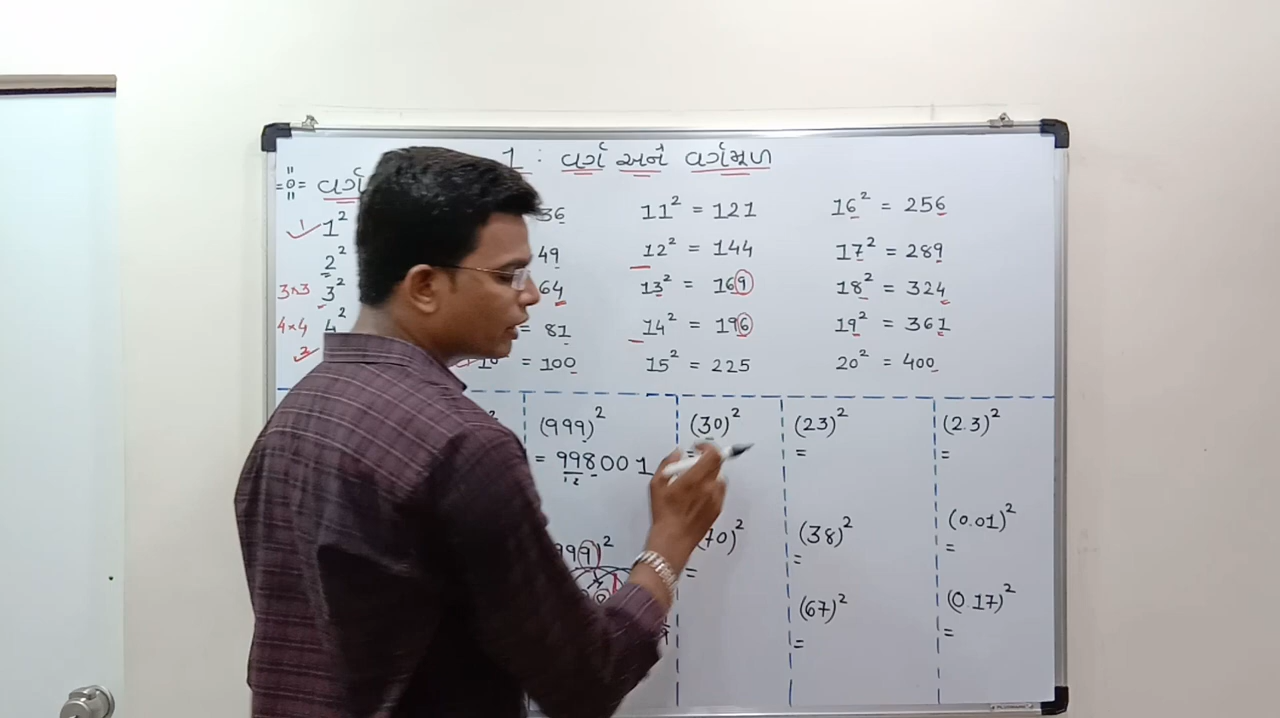 1 : વર્ગ અને વર્ગમૂળ
વર્ગ
1² 36 11² = 121 16² = 256
2² 49 12² = 144 17² = 289
3×3 3² 64 13² = 169 18² = 324
4×4 4² = 81 14² = 196 19² = 361
10² = 100 15² = 225 20² = 400
(999)² (30)² (23)² (2.3)²
= 998001 = = =
(70)² (38)² (0.01)²
= = =
(67)² (0.17)²
= =